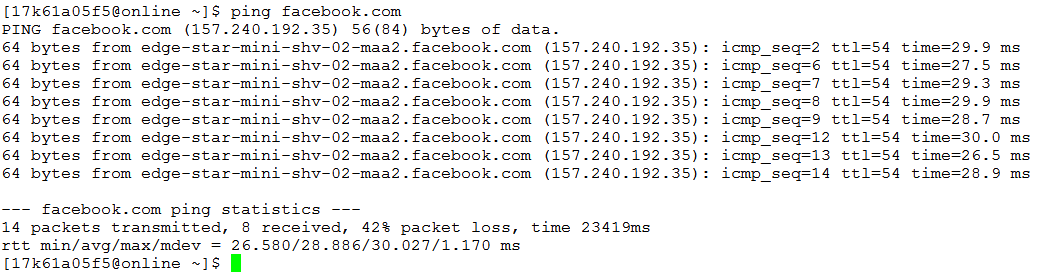 [17k61a05f5@online ~]$ ping facebook.com
PING facebook.com (157.240.192.35) 56(84) bytes of data.
64 bytes from edge-star-mini-shv-02-maa2.facebook.com (157.240.192.35): icmp_seq=2 ttl=54 time=29.9 ms
64 bytes from edge-star-mini-shv-02-maa2.facebook.com (157.240.192.35): icmp_seq=6 ttl=54 time=27.5 ms
64 bytes from edge-star-mini-shv-02-maa2.facebook.com (157.240.192.35): icmp_seq=7 ttl=54 time=29.3 ms
64 bytes from edge-star-mini-shv-02-maa2.facebook.com (157.240.192.35): icmp_seq=8 ttl=54 time=29.9 ms
64 bytes from edge-star-mini-shv-02-maa2.facebook.com (157.240.192.35): icmp_seq=9 ttl=54 time=28.7 ms
64 bytes from edge-star-mini-shv-02-maa2.facebook.com (157.240.192.35): icmp_seq=12 ttl=54 time=30.0 ms
64 bytes from edge-star-mini-shv-02-maa2.facebook.com (157.240.192.35): icmp_seq=13 ttl=54 time=26.5 ms
64 bytes from edge-star-mini-shv-02-maa2.facebook.com (157.240.192.35): icmp_seq=14 ttl=54 time=28.9 ms
--- facebook.com ping statistics ---
14 packets transmitted, 8 received, 42% packet loss, time 23419ms
rtt min/avg/max/mdev = 26.580/28.886/30.027/1.170 ms
[17k61a05f5@online ~]$